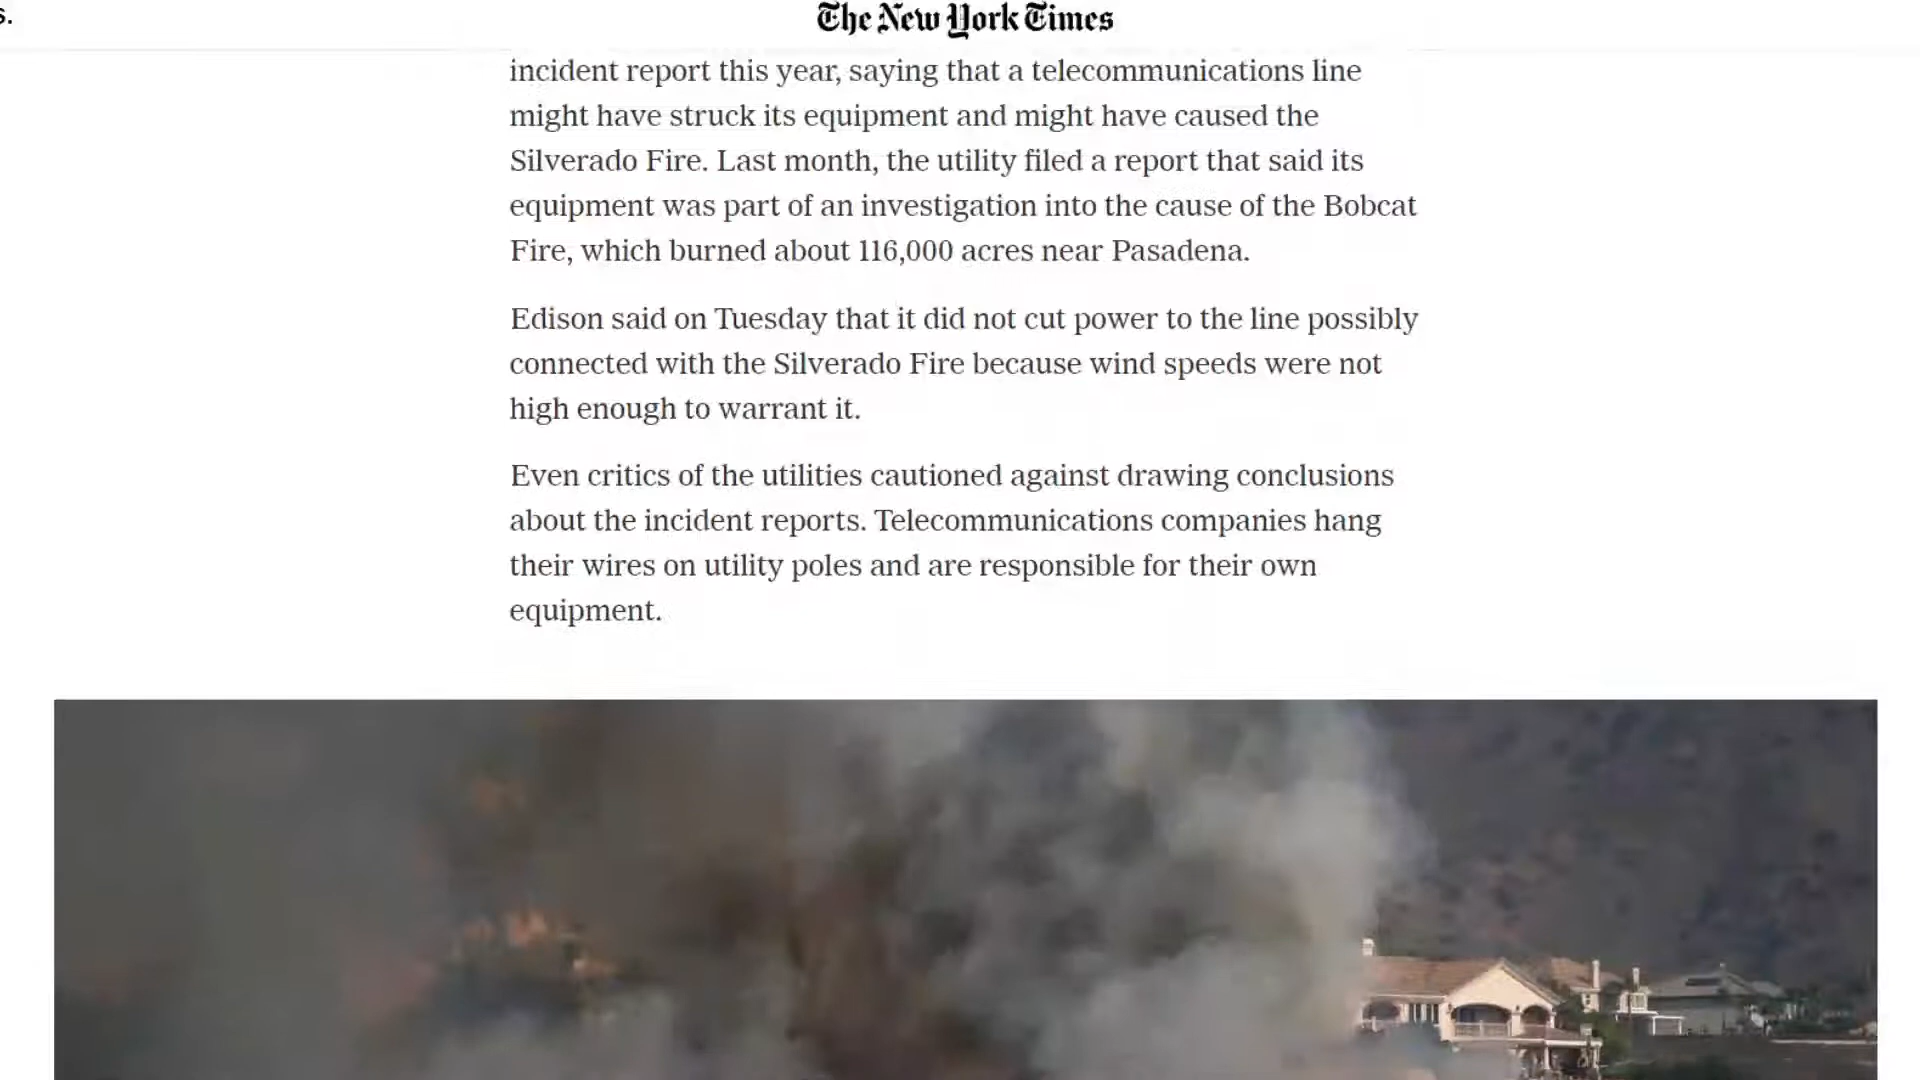 s.
The New York Times
incident report this year, saying that a telecommunications line
might have struck its equipment and might have caused the
Silverado Fire. Last month, the utility filed a report that said its
equipment was part of an investigation into the cause of the Bobcat
Fire, which burned about 116,000 acres near Pasadena.
Edison said on Tuesday that it did not cut power to the line possibly
connected with the Silverado Fire because wind speeds were not
high enough to warrant it.
Even critics of the utilities cautioned against drawing conclusions
about the incident reports. Telecommunications companies hang
their wires on utility poles and are responsible for their own
equipment.